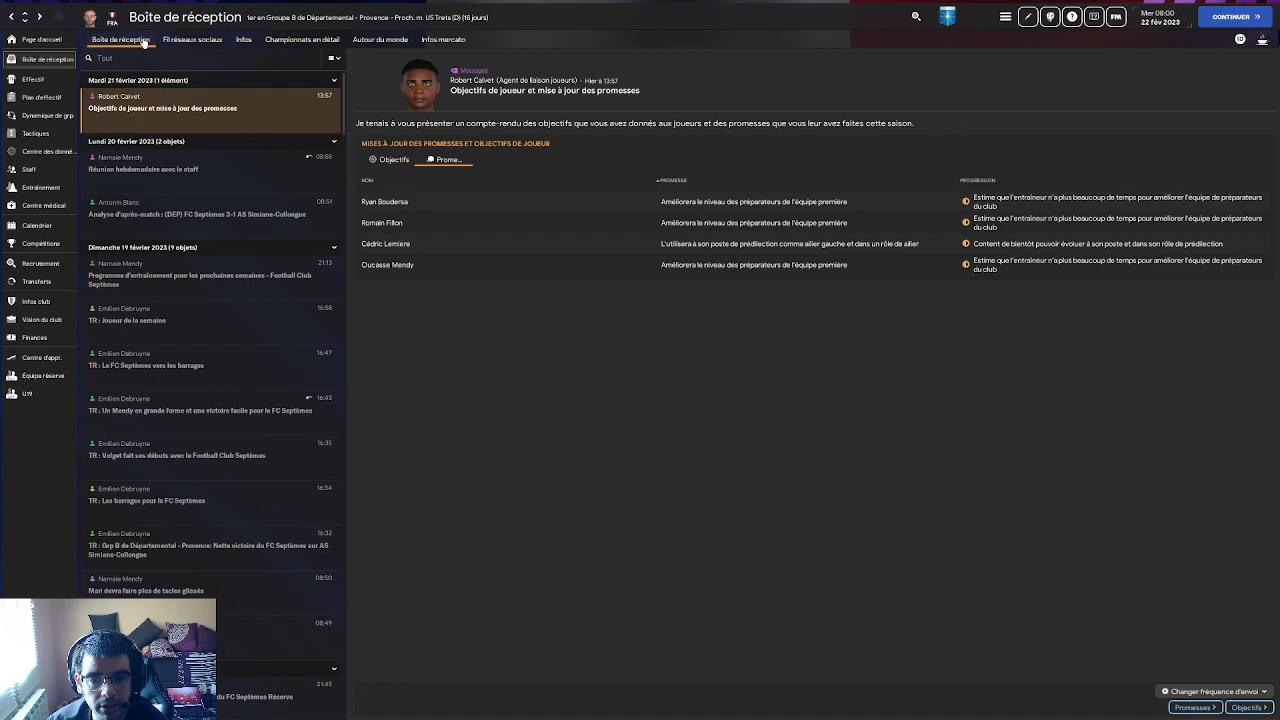 FRA
Boîte de réception
1er en Groupe B de Départemental - Provence - Proch. m. US Trets (D) (18 jours)
FM
Mer 08:00
22 fév 2023
CONTINUER
Page d'accueil
Boîte de réception
Fil réseaux sociaux
Infos
Championnats en détail
Autour du monde
Infos mercato
Boîte de réception
Effectif
Plan d'effectif
Dynamique de grp
Tactiques
Centre des donné...
Staff
Entraînement
Centre médical
Calendrier
Compétitions
Recrutement
Transferts
Infos club
Vision du club
Finances
Centre d'appr.
Équipe réserve
U19
Tout
Mardi 21 février 2023 (1 élément)
Robert Calvet
13:57
Objectifs de joueur et mise à jour des promesses
Lundi 20 février 2023 (2 objets)
Namaie Mendy
08:56
Réunion hebdomadaire avec le staff
Antonin Blanc
08:51
Analyse d'après-match : (DEP) FC Septèmes 3-1 AS Simiane-Collongue
Dimanche 19 février 2023 (9 objets)
Namaie Mendy
21:13
Programme d'entraînement pour les prochaines semaines - Football Club
Septèmes
Emilien Debruyne
16:58
TR : Joueur de la semaine
Emilien Debruyne
16:47
TR : Le FC Septèmes vers les barrages
Emilien Debruyne
16:43
TR : Un Mendy en grande forme et une victoire facile pour le FC Septèmes
Emilien Debruyne
16:35
TR : Volget fait ses débuts avec le Football Club Septèmes
Emilien Debruyne
16:34
TR : Les barrages pour le FC Septèmes
Emilien Debruyne
16:32
TR : Grp B de Départemental - Provence: Nette victoire du FC Septèmes sur AS
Simiane-Collongue
Namaie Mendy
08:50
Mari devra faire plus de tacles glissés
08:49
21:45
du FC Septèmes Réserve
Messages
Robert Calvet (Agent de liaison joueurs) - Hier à 13:57
Objectifs de joueur et mise à jour des promesses
Je tenais à vous présenter un compte-rendu des objectifs que vous avez donnés aux joueurs et des promesses que vous leur avez faites cette saison.
MISES À JOUR DES PROMESSES ET OBJECTIFS DE JOUEUR
Objectifs
Prome...
NOM
PROMESSE
PROGRESSION
Ryan Boudersa
Améliorera le niveau des préparateurs de l'équipe première
Estime que l'entraîneur n'a plus beaucoup de temps pour améliorer l'équipe de préparateurs
du club
Romain Fillon
Améliorera le niveau des préparateurs de l'équipe première
Estime que l'entraîneur n'a plus beaucoup de temps pour améliorer l'équipe de préparateurs
du club
Cédric Lemiere
L'utilisera à son poste de prédilection comme ailier gauche et dans un rôle de ailier
Content de bientôt pouvoir évoluer à son poste et dans son rôle de prédilection
Oucasse Mendy
Améliorera le niveau des préparateurs de l'équipe première
Estime que l'entraîneur n'a plus beaucoup de temps pour améliorer l'équipe de préparateurs
du club
Changer fréquence d'envoi
Promesses >
Objectifs >